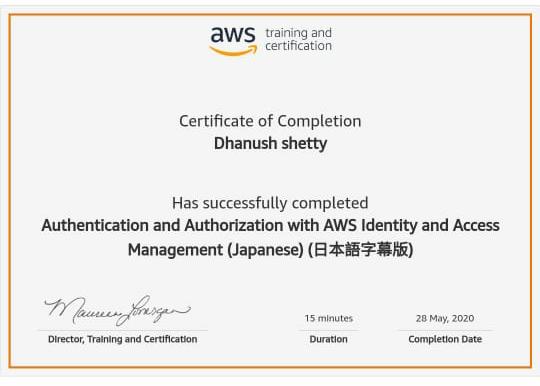 aws training and
certification
Certificate of Completion
Dhanush shetty
Has successfully completed
Authentication and Authorization with AWS Identity and Access
Management (Japanese) (日本語字幕版)
Maureen Lonergan
15 minutes
28 May, 2020
Director, Training and Certification
Duration
Completion Date